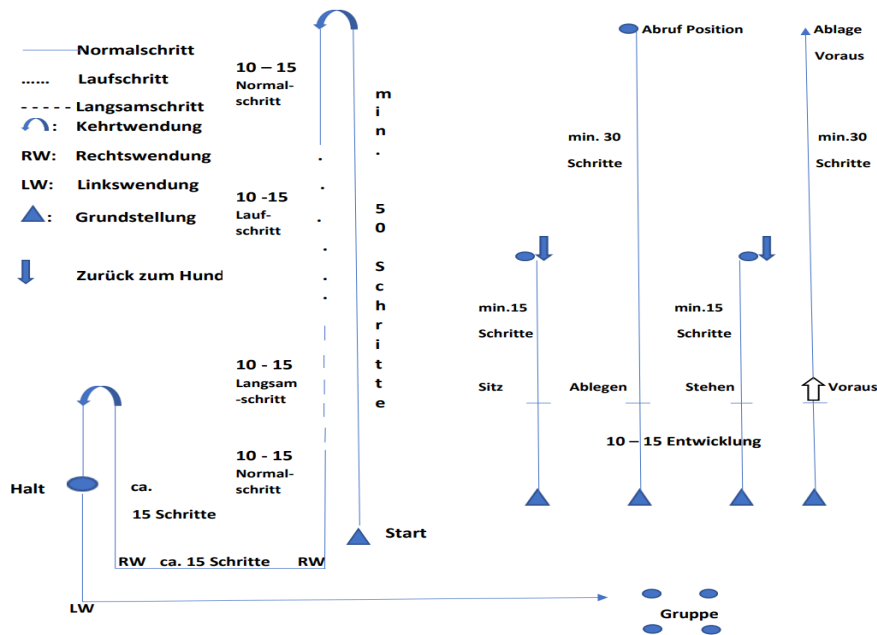 Normalschritt
...... Laufschritt
- - - - - Langsamschritt
: Kehrtwendung
RW: Rechtswendung
LW: Linkswendung
: Grundstellung
Zurück zum Hund
10 – 15
Normal-
schritt
10 -15
Lauf-
schritt
10 - 15
Langsam
-schritt
10 - 15
Normal-
schritt
min. 50 Schritte
Start
RW ca. 15 Schritte RW
ca.
15 Schritte
Halt
LW
Gruppe
Abruf Position
Ablage
Voraus
min. 30
Schritte
min.30
Schritte
min.15
Schritte
min.15
Schritte
Sitz
Ablegen
Stehen
Voraus
10 – 15 Entwicklung